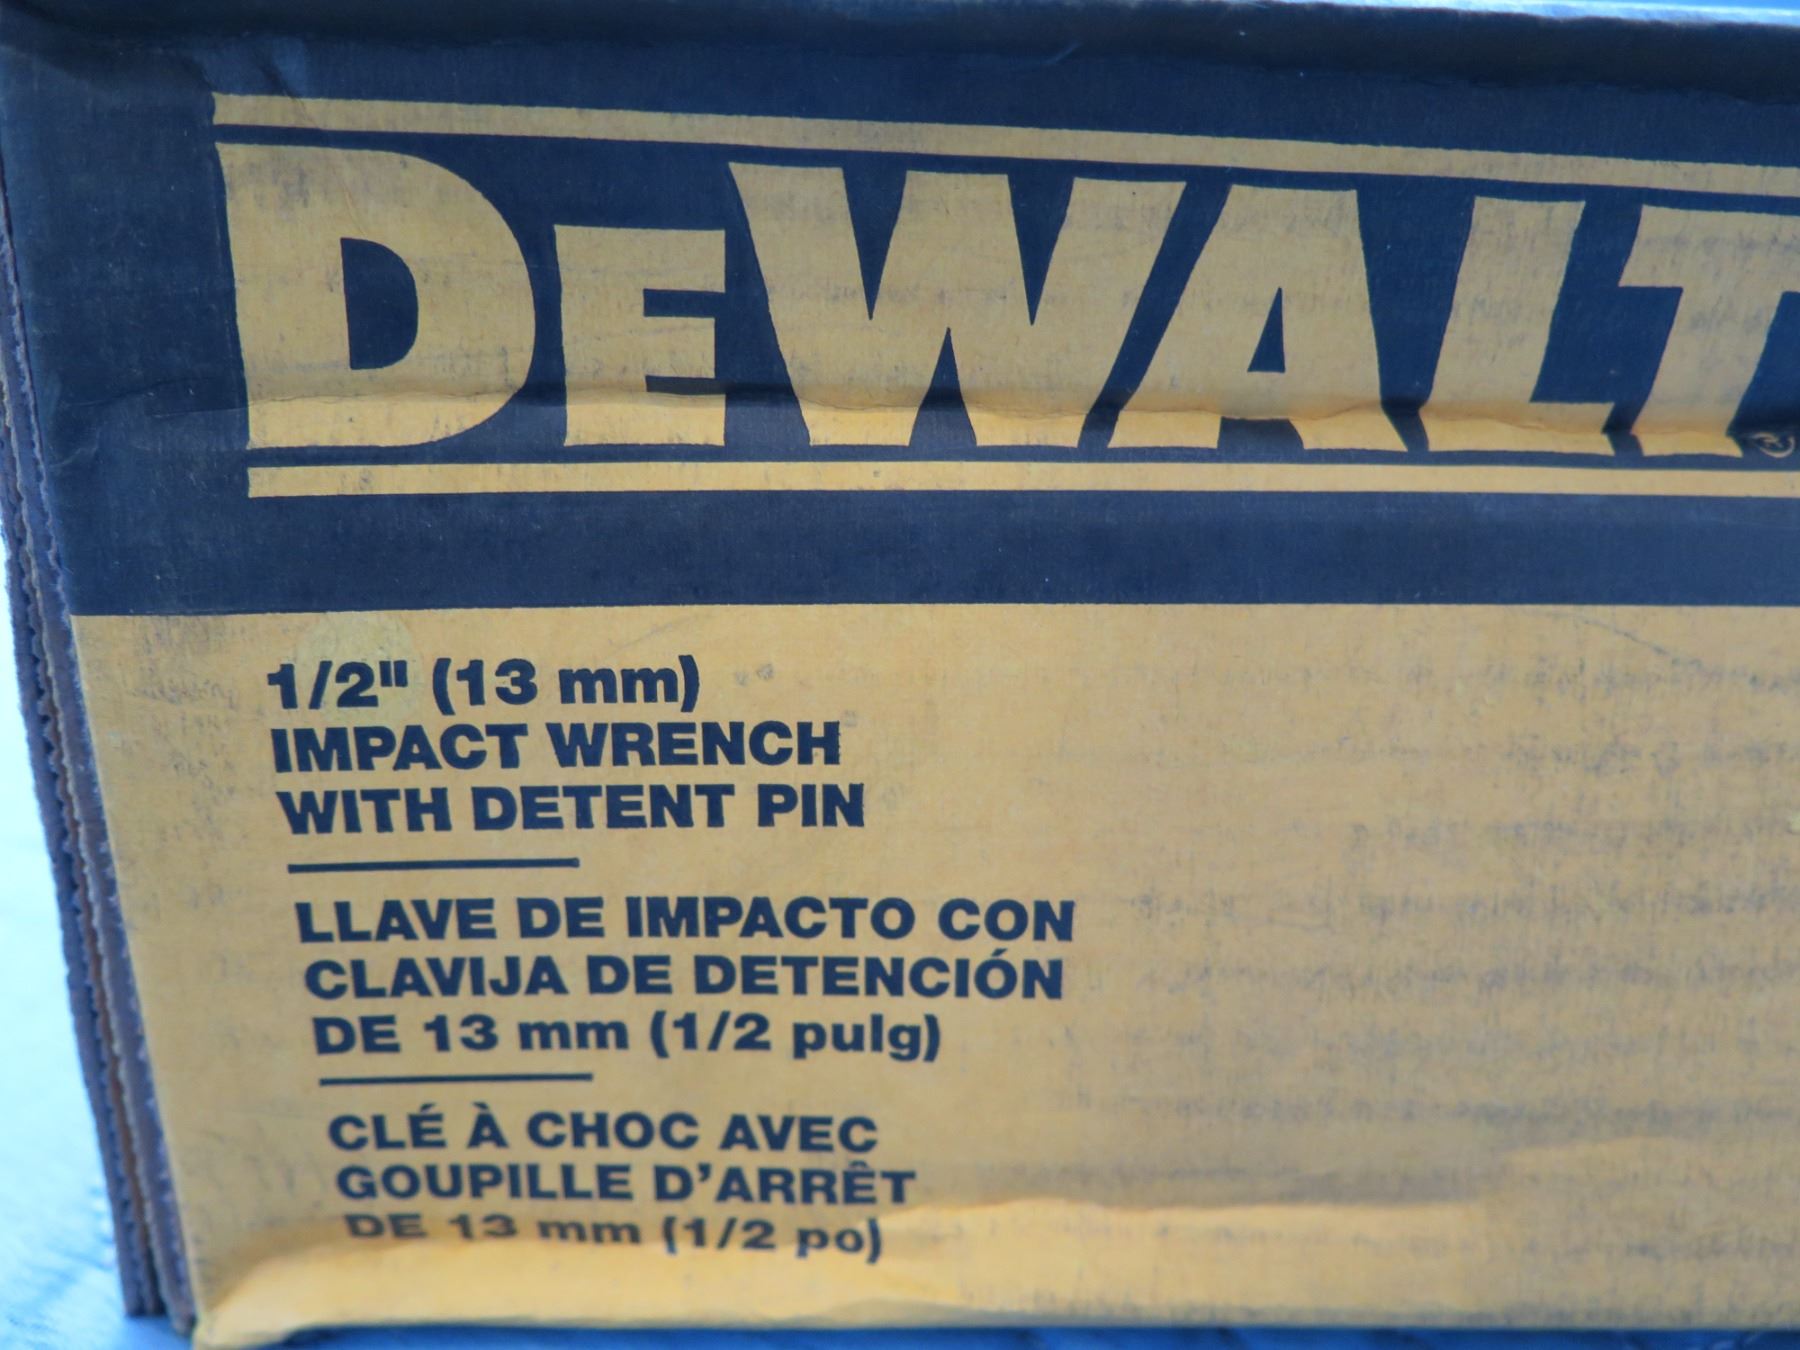 DEWALT®
1/2" (13 mm)
IMPACT WRENCH
WITH DETENT PIN
LLAVE DE IMPACTO CON
CLAVIJA DE DETENCIÓN
DE 13 mm (1/2 pulg)
CLÉ À CHOC AVEC
GOUPILLE D'ARRÊT
DE 13 mm (1/2 po)